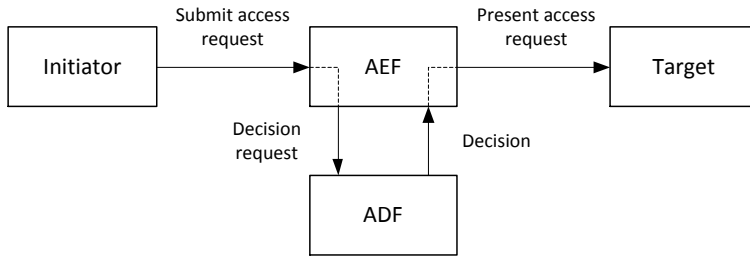 Submit access
request
Present access
request
Initiator
AEF
Target
Decision
request
Decision
ADF